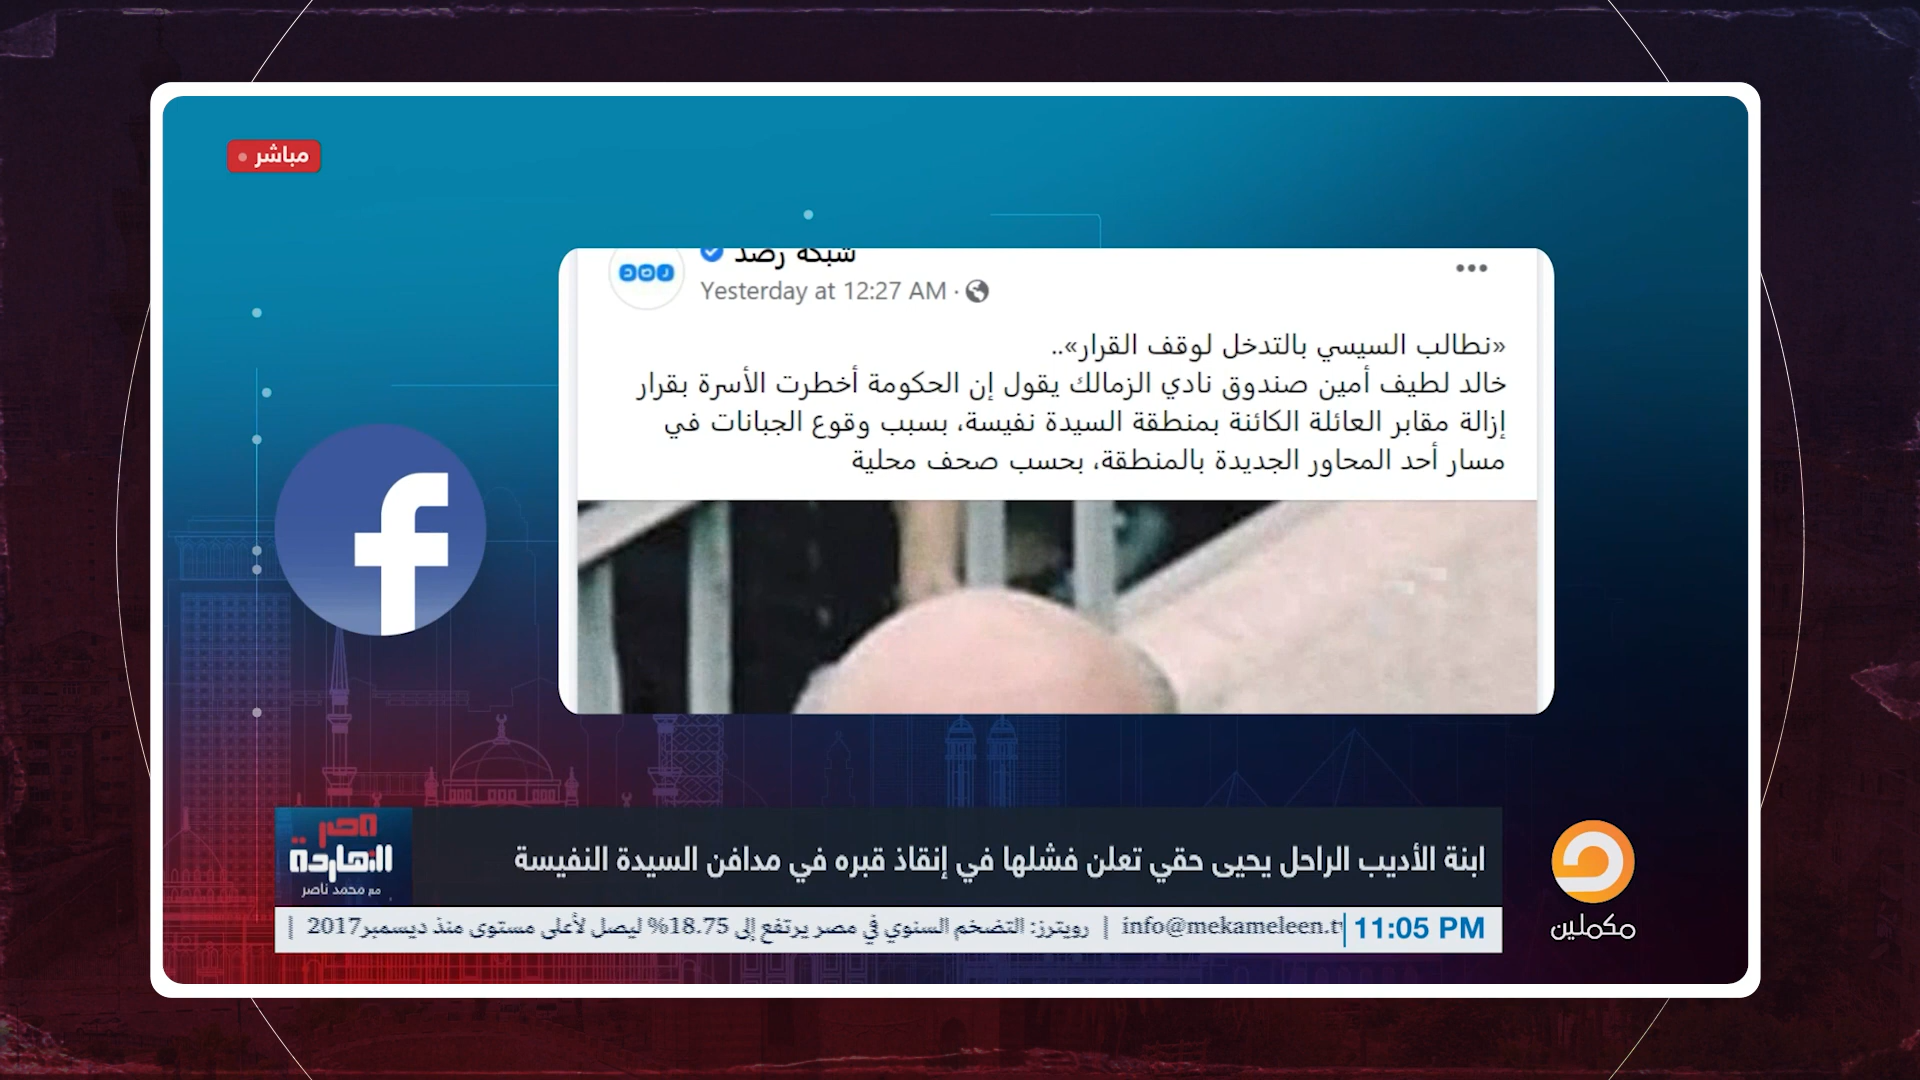 مباشر
شبكة رصد
رصد
Yesterday at 12:27 AM ·
«نطالب السيسي بالتدخل لوقف القرار»..
خالد لطيف أمين صندوق نادي الزمالك يقول إن الحكومة أخطرت الأسرة بقرار
إزالة مقابر العائلة الكائنة بمنطقة السيدة نفيسة، بسبب وقوع الجبانات في
مسار أحد المحاور الجديدة بالمنطقة، بحسب صحف محلية
مصر
النهاردة
مع محمد ناصر
ابنة الأديب الراحل يحيى حقي تعلن فشلها في إنقاذ قبره في مدافن السيدة النفيسة
مكملين
11:05 PM
info@mekameleen.t | رويترز: التضخم السنوي في مصر يرتفع إلى 18.75% ليصل لأعلى مستوى منذ ديسمبر2017 |